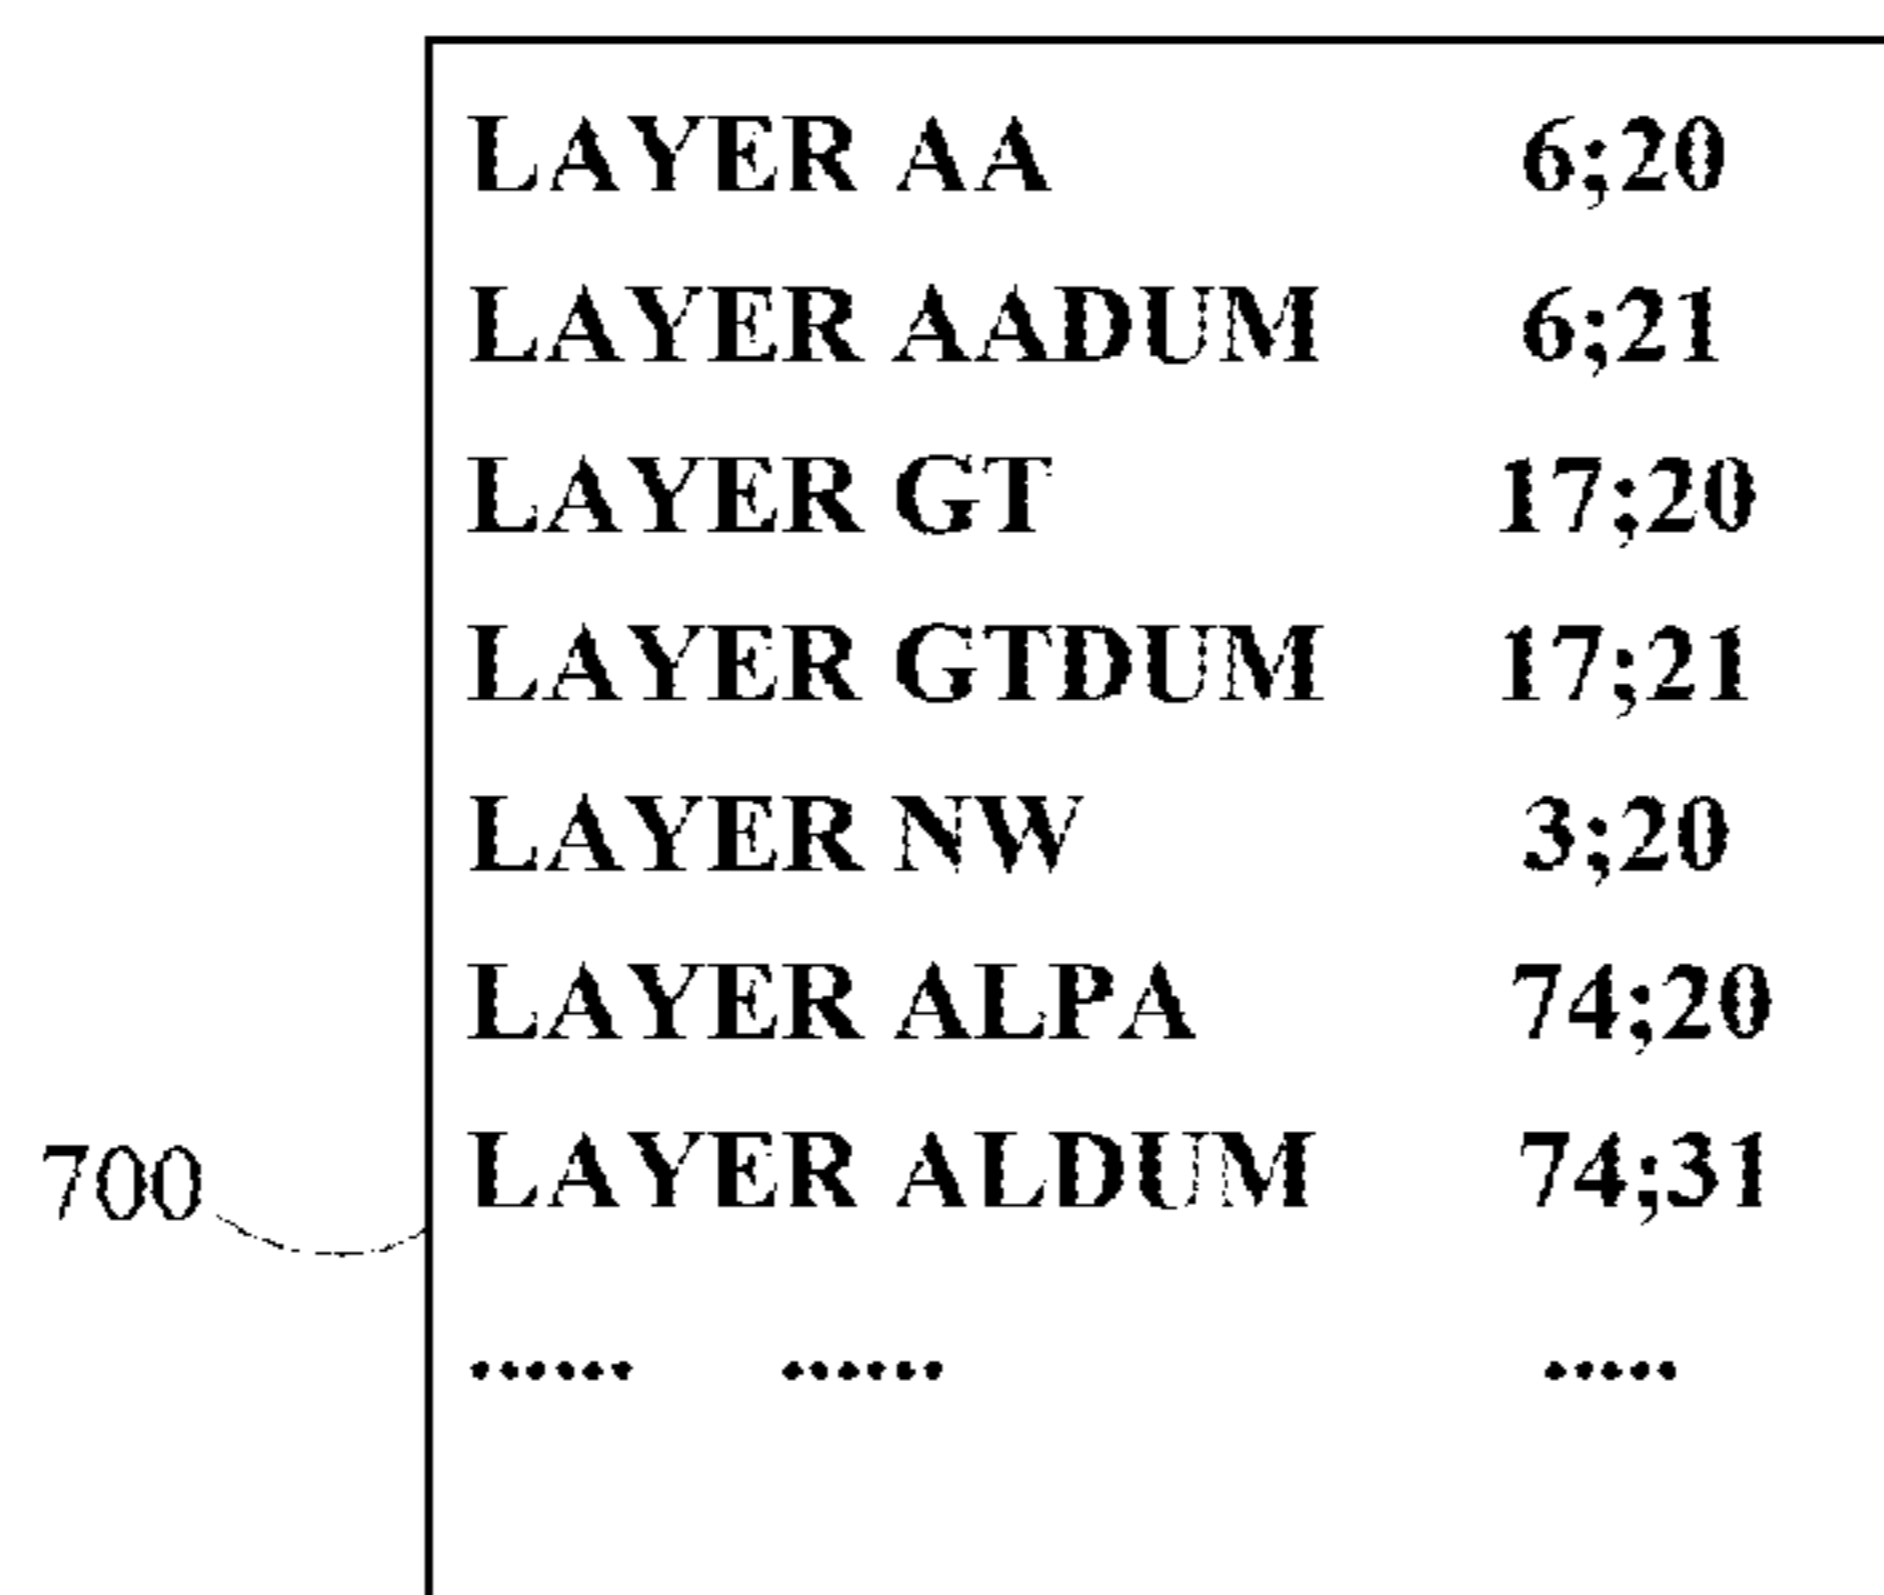 LAYER AA 6;20
LAYER AADUM 6;21
LAYER GT 17;20
LAYER GTDUM 17;21
LAYER NW 3;20
LAYER ALPA 74;20
700 LAYER ALDUM 74;31
...... ...... .....